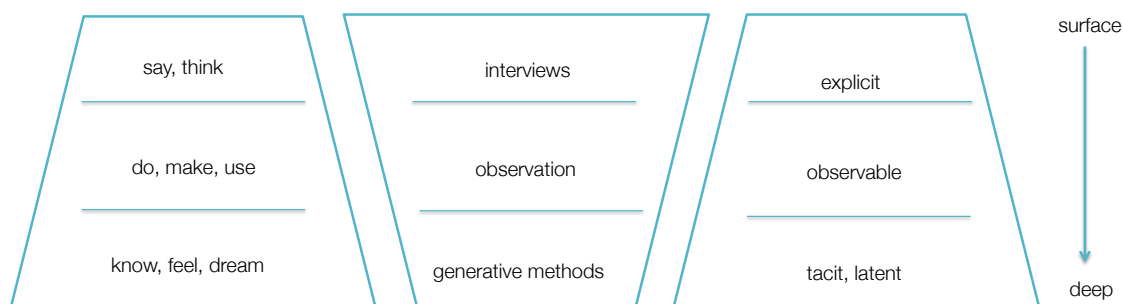 surface
say, think
interviews
explicit
do, make, use
observation
observable
know, feel, dream
generative methods
tacit, latent
deep